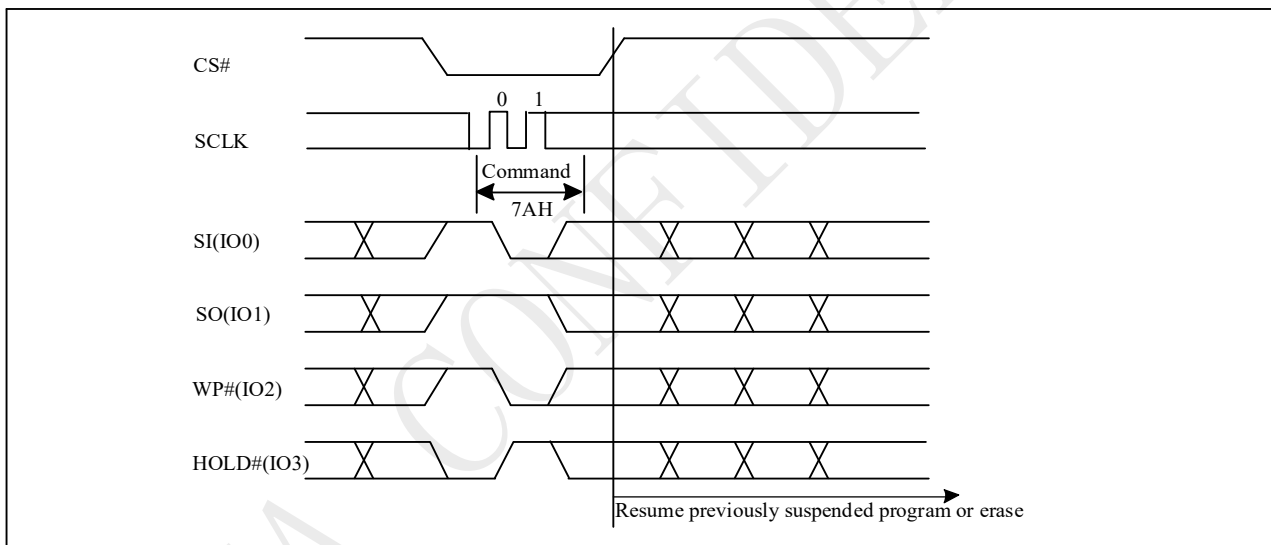 CS#
0 1
SCLK
Command
7AH
SI(IO0)
SO(IO1)
WP#(IO2)
HOLD#(IO3)
Resume previously suspended program or erase